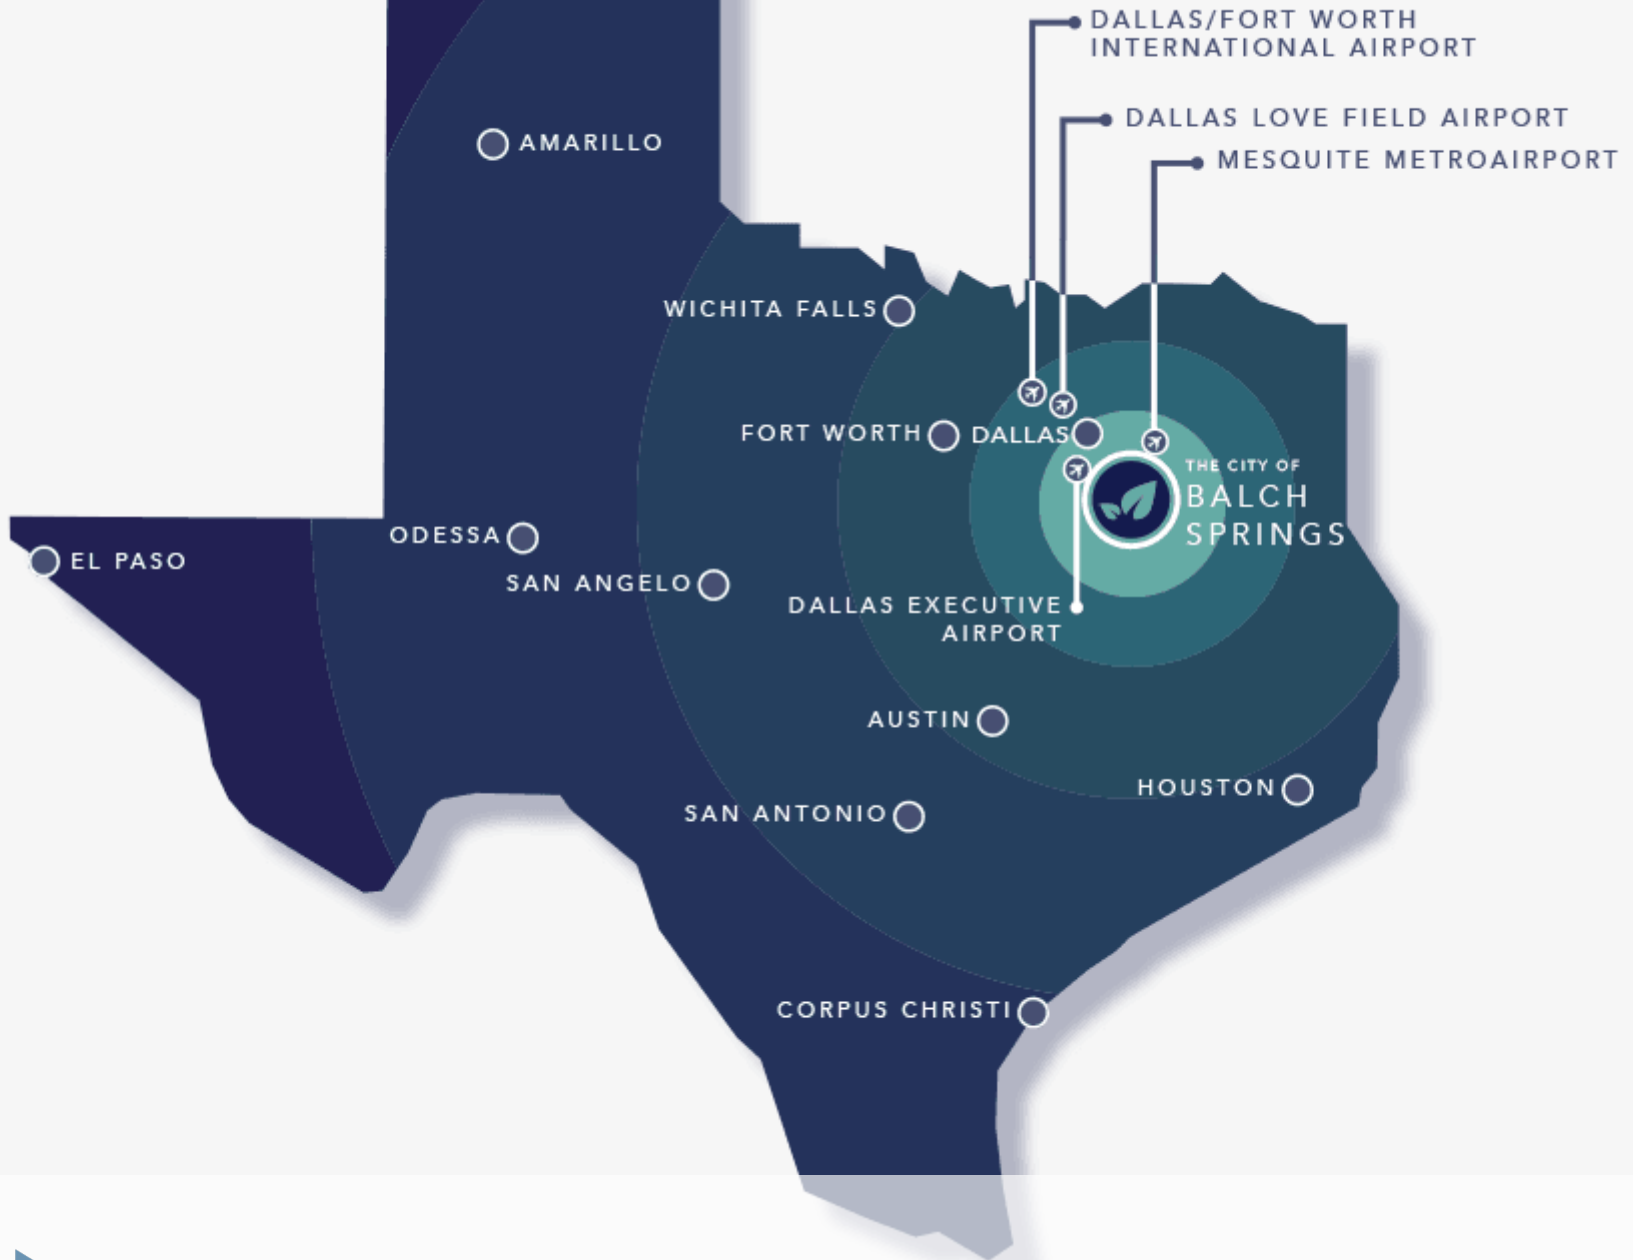 DALLAS/FORT WORTH
INTERNATIONAL AIRPORT
DALLAS LOVE FIELD AIRPORT
AMARILLO
MESQUITE METROAIRPORT
WICHITA FALLS
FORT WORTH
DALLAS
THE CITY OF
BALCH
SPRINGS
ODESSA
EL PASO
SAN ANGELO
DALLAS EXECUTIVE
AIRPORT
AUSTIN
HOUSTON
SAN ANTONIO
CORPUS CHRISTI